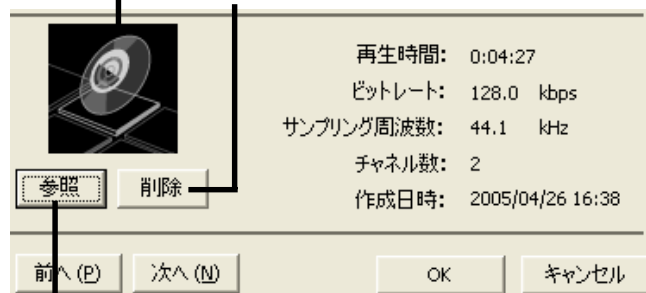 再生時間: 0:04:27
ビットレート: 128.0 kbps
サンプリング周波数: 44.1 kHz
チャネル数: 2
作成日時: 2005/04/26 16:38
参照 削除
前へ(P) 次へ(N) OK キャンセル